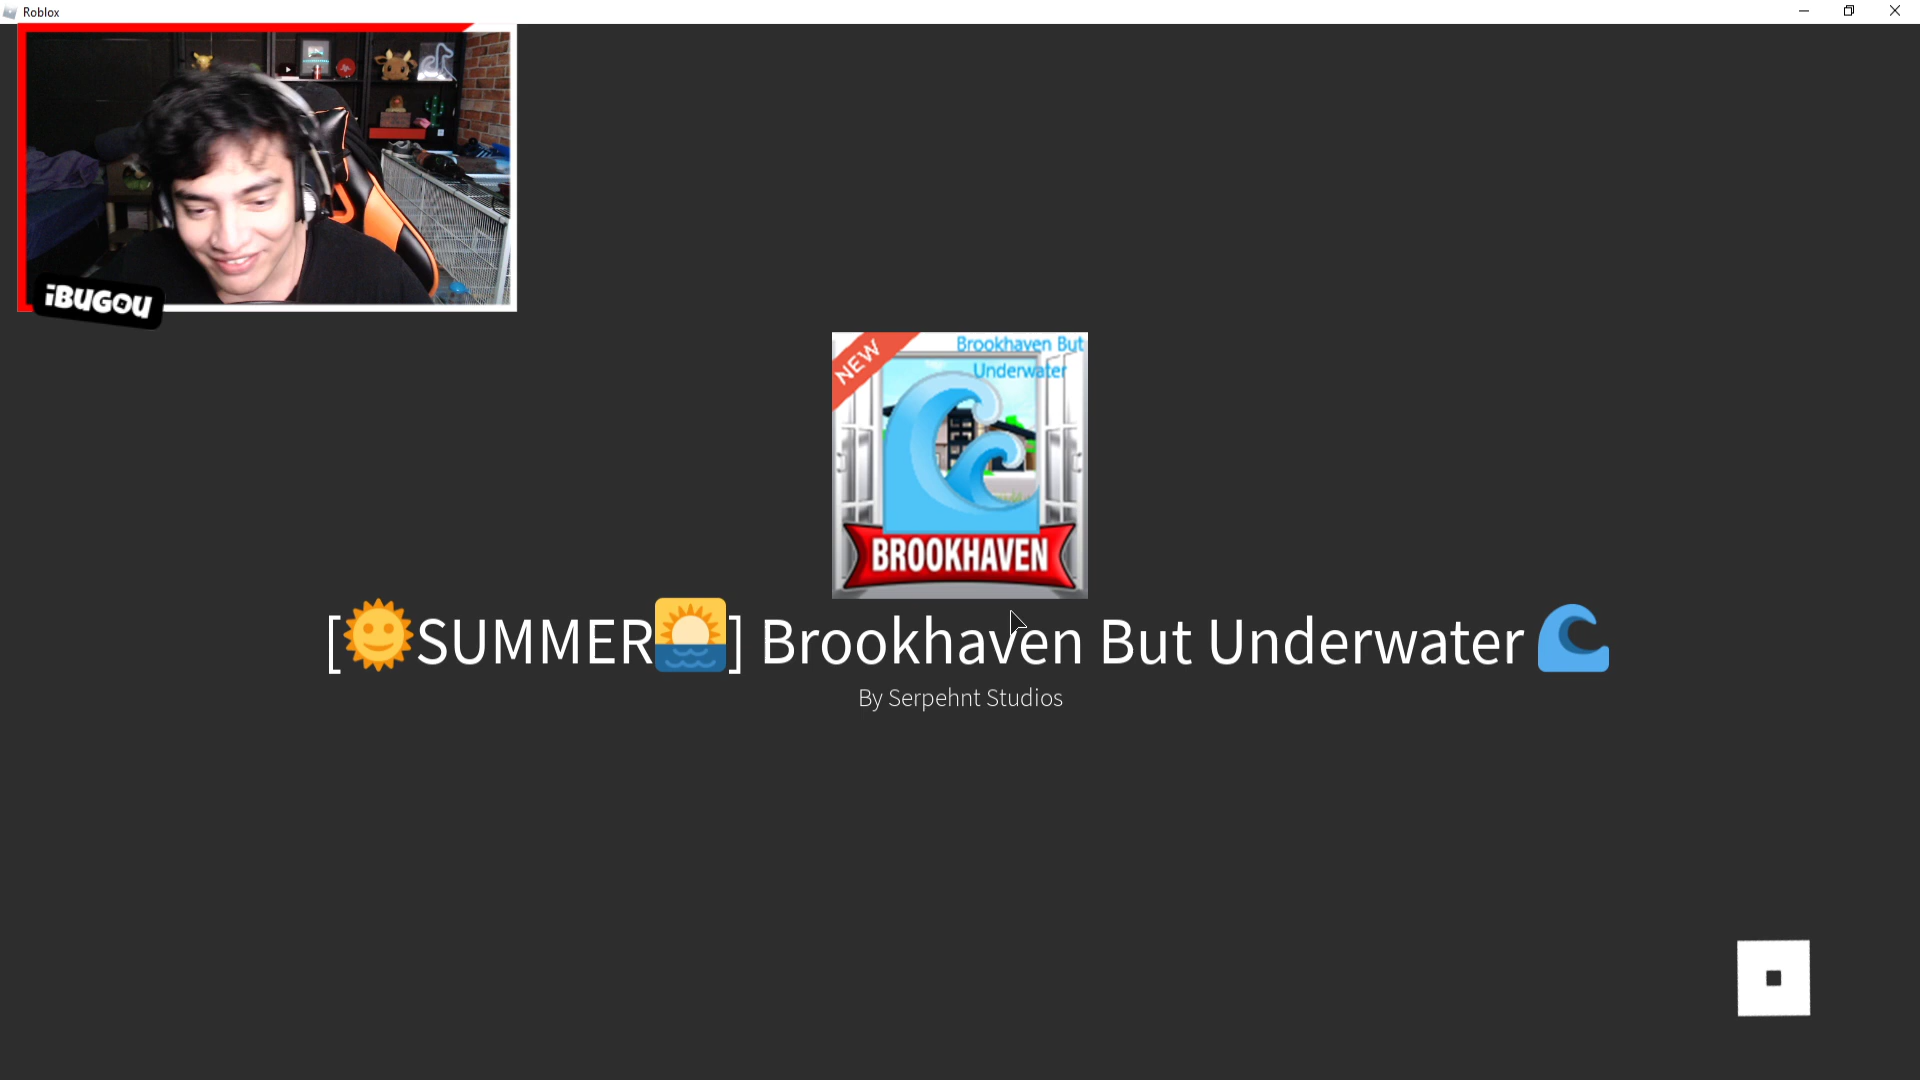 Roblox
iBUGOU
NEW
Brookhaven But
Underwater
BROOKHAVEN
[🌞SUMMER🌅] Brookhaven But Underwater 🌊
By Serpehnt Studios